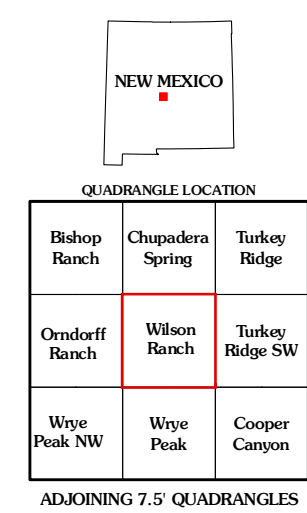 NEW MEXICO
QUADRANGLE LOCATION
Bishop
Ranch
Chupadera
Spring
Turkey
Ridge
Orndorff
Ranch
Wilson
Ranch
Turkey
Ridge SW
Wrye
Peak NW
Wrye
Peak
Cooper
Canyon
ADJOINING 7.5' QUADRANGLES